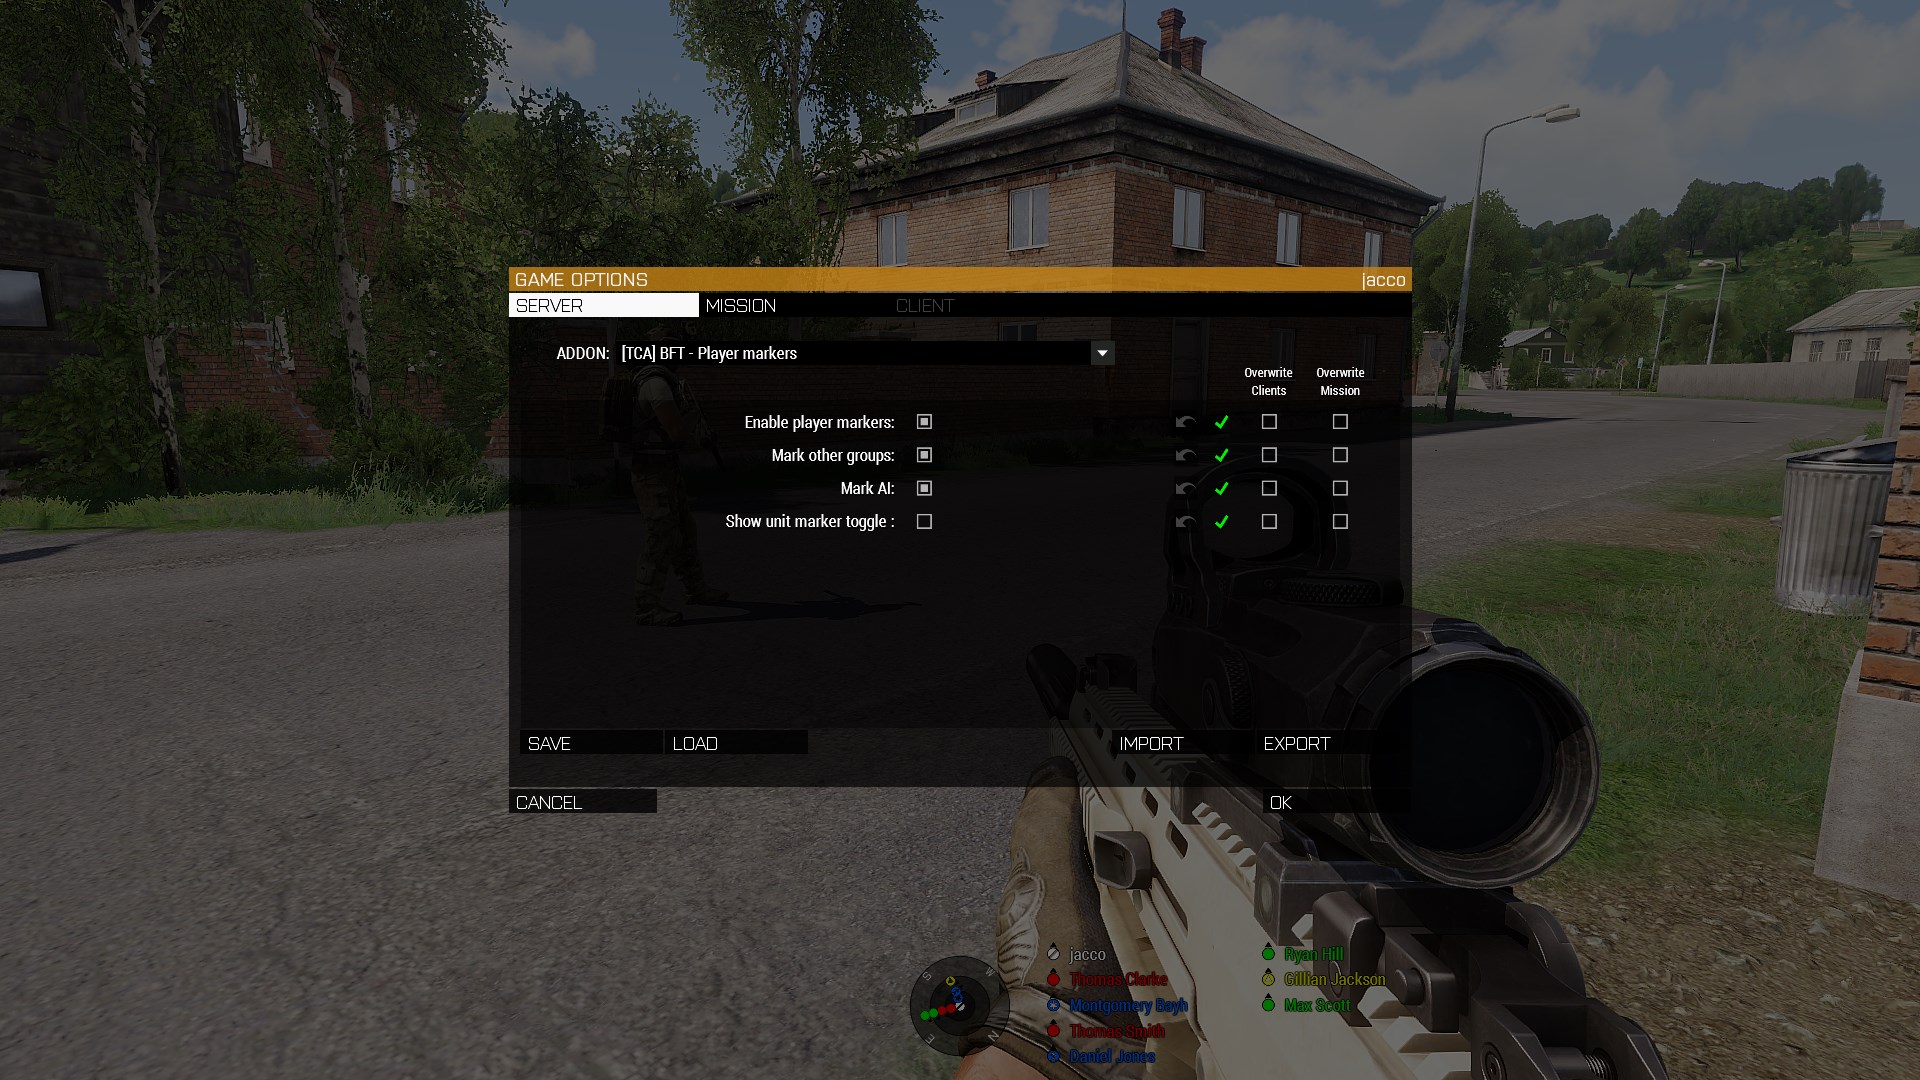 GAME OPTIONS jacco
SERVER MISSION CLIENT
ADDON: [TCA] BFT - Player markers
Overwrite Clients
Overwrite Mission
Enable player markers:
Mark other groups:
Mark AI:
Show unit marker toggle :
SAVE LOAD IMPORT EXPORT
CANCEL OK
jacco
Thomas Clarke
Montgomery Bayh
Thomas Smith
Daniel Jones
Ryan Hill
Gillian Jackson
Max Scott
S W
E N